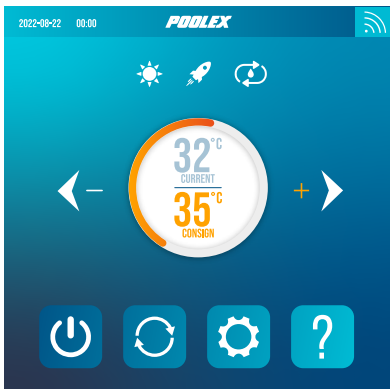 2022-08-22 00:00 POOLEX
32°C
CURRENT
35°C
CONSIGN
− +
?